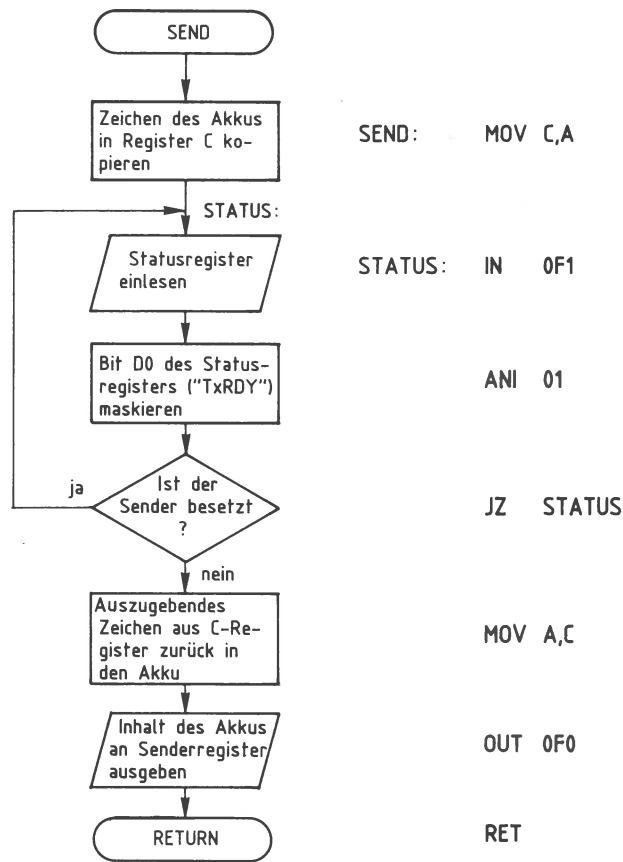 SEND
Zeichen des Akkus
in Register C ko-
pieren
SEND: MOV C,A
STATUS:
Statusregister
einlesen
STATUS: IN 0F1
Bit D0 des Status-
registers ("TxRDY")
maskieren
ANI 01
ja
Ist der
Sender besetzt
?
JZ STATUS
nein
Auszugebendes
Zeichen aus C-Re-
gister zurück in
den Akku
MOV A,C
Inhalt des Akkus
an Senderregister
ausgeben
OUT 0F0
RETURN
RET